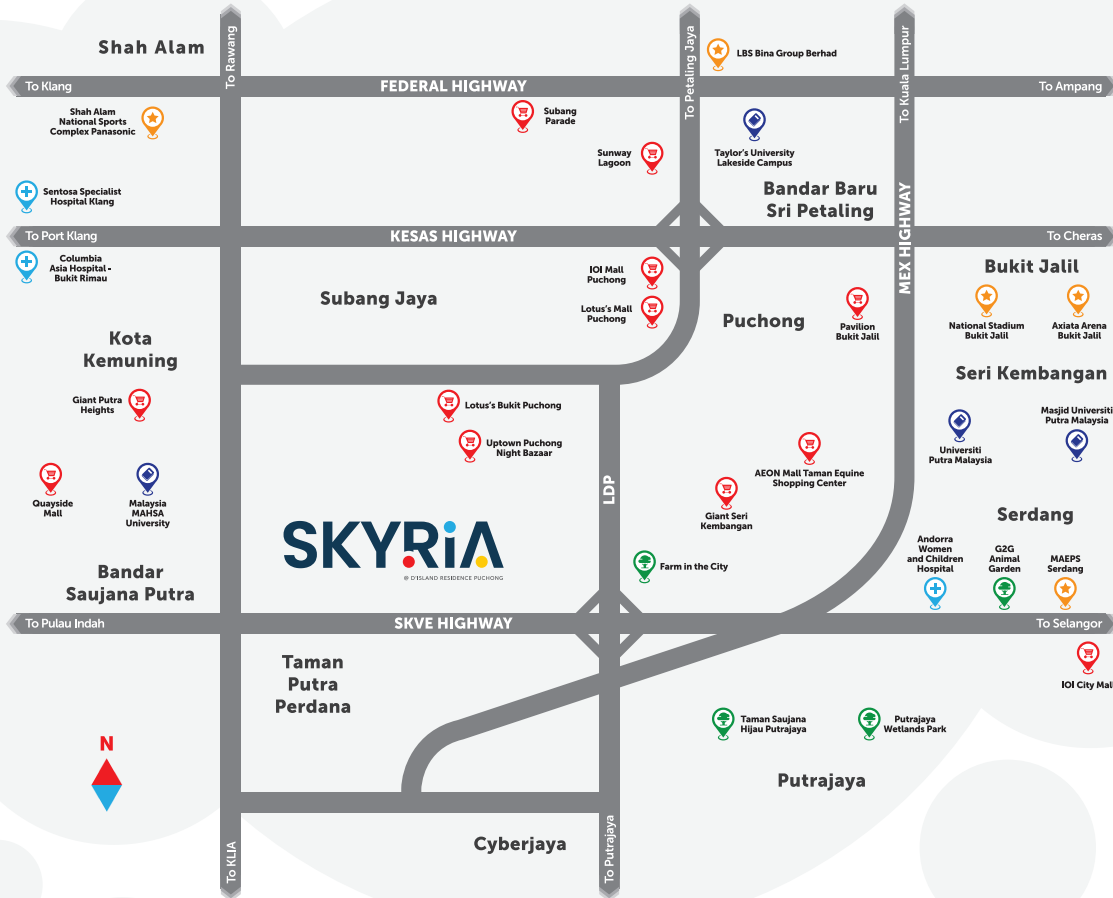 Shah Alam
To Rawang
To Petaling Jaya
To Kuala Lumpur
LBS Bina Group Berhad
To Klang
FEDERAL HIGHWAY
To Ampang
Shah Alam
National Sports
Complex Panasonic
Subang
Parade
Sunway
Lagoon
Taylor's University
Lakeside Campus
Sentosa Specialist
Hospital Klang
Bandar Baru
Sri Petaling
MEX HIGHWAY
To Port Klang
KESAS HIGHWAY
To Cheras
Columbia
Asia Hospital -
Bukit Rimau
IOI Mall
Puchong
Bukit Jalil
Subang Jaya
Lotus's Mall
Puchong
Puchong
Pavilion
Bukit Jalil
National Stadium
Bukit Jalil
Axiata Arena
Bukit Jalil
Kota
Kemuning
Seri Kembangan
Giant Putra
Heights
Lotus's Bukit Puchong
Uptown Puchong
Night Bazaar
Masjid Universiti
Putra Malaysia
Universiti
Putra Malaysia
AEON Mall Taman Equine
Shopping Center
LDP
Quayside
Mall
Malaysia
MAHSA
University
Giant Seri
Kembangan
Serdang
SKYRiA
@ D'ISLAND RESIDENCE PUCHONG
Andorra
Women
and Children
Hospital
G2G
Animal
Garden
MAEPS
Serdang
Farm in the City
Bandar
Saujana Putra
To Pulau Indah
SKVE HIGHWAY
To Selangor
Taman
Putra
Perdana
IOI City Mall
Taman Saujana
Hijau Putrajaya
Putrajaya
Wetlands Park
N
Putrajaya
Cyberjaya
To KLIA
To Putrajaya